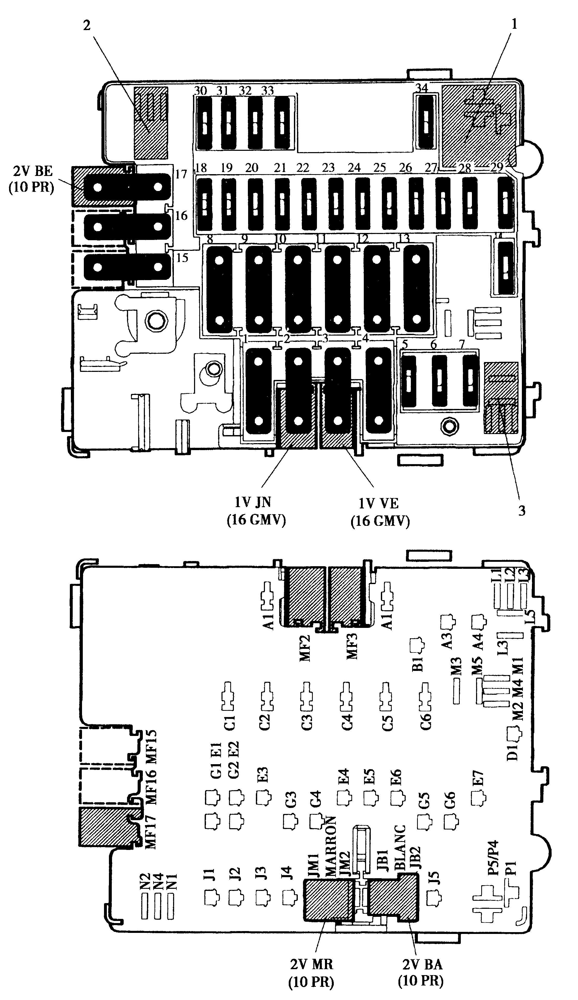 2
1
30 31 32 33
34
2V BE
(10 PR)
17
18 19 20 21 22 23 24 25 26 27 28 29
16
8 9 10 11 12 13
15
1 2 3 4
5 6 7
1V JN
(16 GMV)
1V VE
(16 GMV)
3
L1
L2
L3
A1
A1
L5
MF2
MF3
A3
A4
L3
B1
M3
M5
M1
M4
M2
C1
C2
C3
C4
C5
C6
D1
MF15
MF16
MF17
G1 E1
G2 E2
E3
E4
E5
E6
E7
G3
G4
G5
G6
JM1
MARRON
JM2
JB1
BLANC
JB2
P5/P4
P1
N2
N4
N1
J1
J2
J3
J4
J5
2V MR
(10 PR)
2V BA
(10 PR)